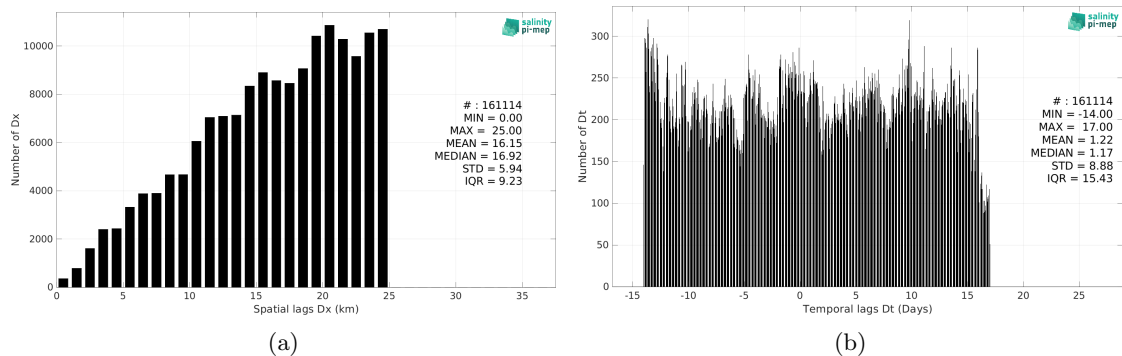 salinity
pi-mep
10000
8000
6000
4000
2000
0
Number of Dx
# : 161114
MIN = 0.00
MAX = 25.00
MEAN = 16.15
MEDIAN = 16.92
STD = 5.94
IQR = 9.23
0 5 10 15 20 25 30 35
Spatial lags Dx (km)
(a)
salinity
pi-mep
300
250
200
150
100
50
0
Number of Dt
# : 161114
MIN = -14.00
MAX = 17.00
MEAN = 1.22
MEDIAN = 1.17
STD = 8.88
IQR = 15.43
-15 -10 -5 0 5 10 15 20 25
Temporal lags Dt (Days)
(b)